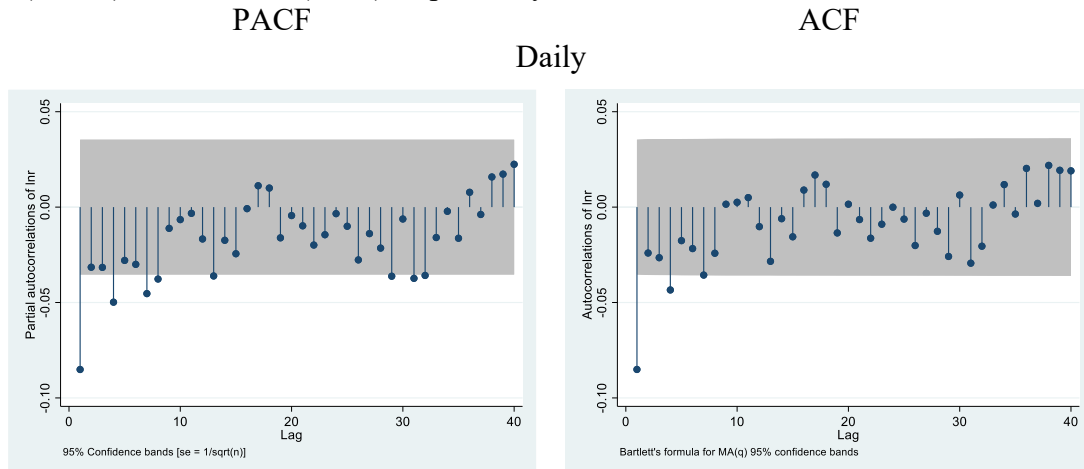 PACF
ACF
Daily
Partial autocorrelations of lnr
0.05
0.00
-0.05
-0.10
0
10
20
30
40
Lag
95% Confidence bands [se = 1/sqrt(n)]
Autocorrelations of lnr
0.05
0.00
-0.05
-0.10
0
10
20
30
40
Lag
Bartlett's formula for MA(q) 95% confidence bands